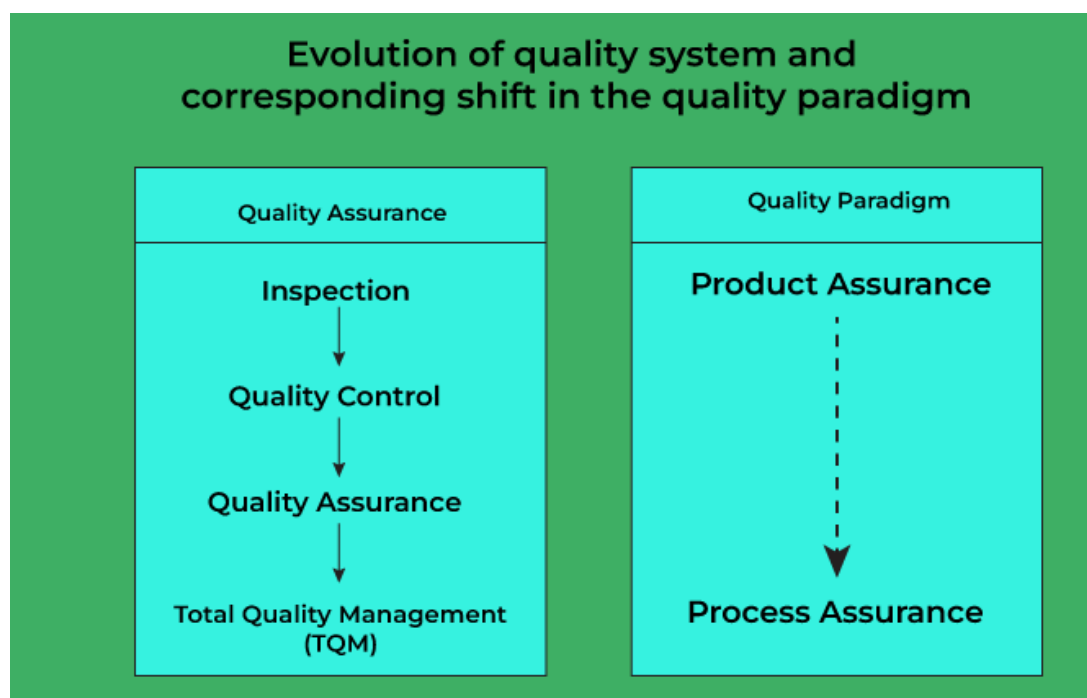 Evolution of quality system and
corresponding shift in the quality paradigm
Quality Assurance
Inspection
Quality Control
Quality Assurance
Total Quality Management
(TQM)
Quality Paradigm
Product Assurance
Process Assurance